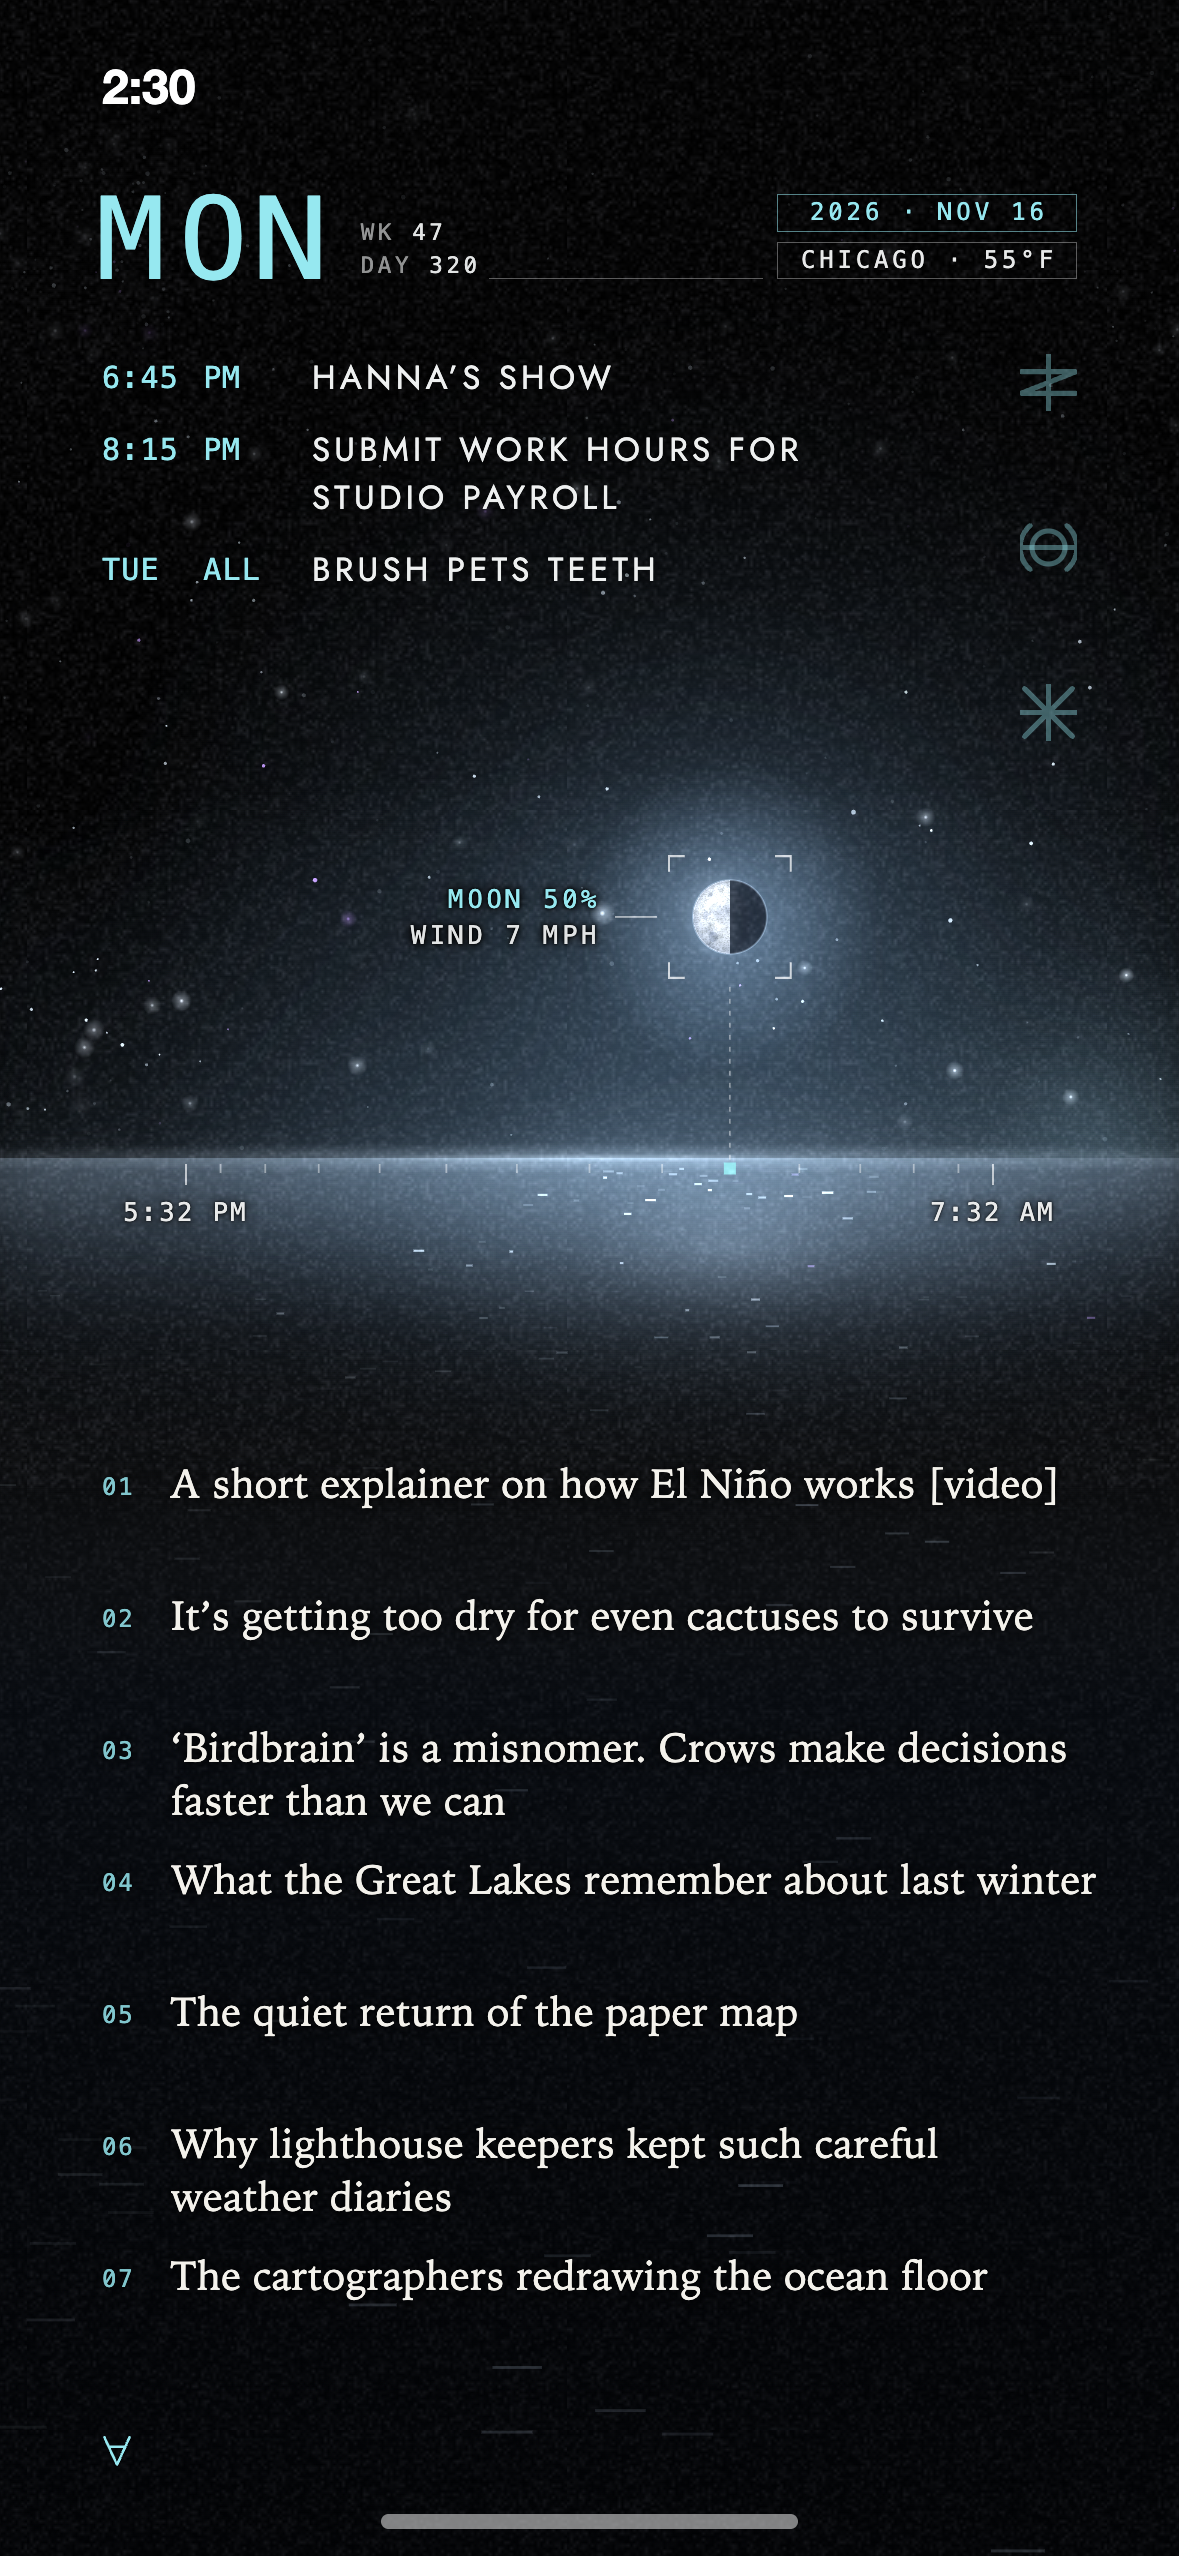 2:30
MON
WK 47
DAY 320
2026 · NOV 16
CHICAGO · 55°F
6:45 PM HANNA’S SHOW
8:15 PM SUBMIT WORK HOURS FOR
STUDIO PAYROLL
TUE ALL BRUSH PETS TEETH
MOON 50%
WIND 7 MPH
5:32 PM
7:32 AM
01 A short explainer on how El Niño works [video]
02 It’s getting too dry for even cactuses to survive
03 ‘Birdbrain’ is a misnomer. Crows make decisions
faster than we can
04 What the Great Lakes remember about last winter
05 The quiet return of the paper map
06 Why lighthouse keepers kept such careful
weather diaries
07 The cartographers redrawing the ocean floor